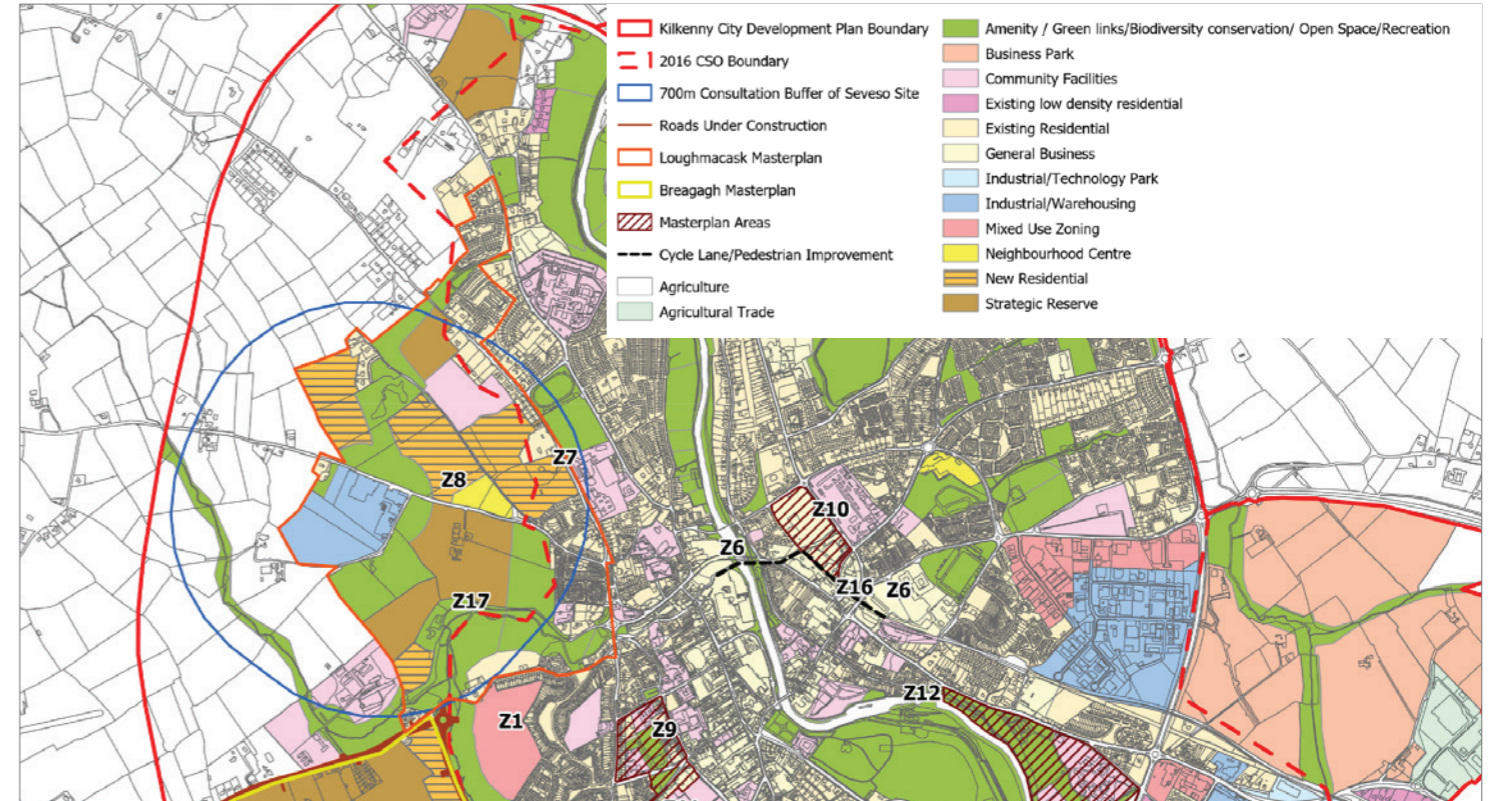 Kilkenny City Development Plan Boundary
2016 CSO Boundary
700m Consultation Buffer of Seveso Site
Roads Under Construction
Loughmacask Masterplan
Breagagh Masterplan
Masterplan Areas
Cycle Lane/Pedestrian Improvement
Agriculture
Agricultural Trade
Amenity / Green links/Biodiversity conservation/ Open Space/Recreation
Business Park
Community Facilities
Existing low density residential
Existing Residential
General Business
Industrial/Technology Park
Industrial/Warehousing
Mixed Use Zoning
Neighbourhood Centre
New Residential
Strategic Reserve
Z7
Z8
Z10
Z6
Z16
Z6
Z17
Z12
Z1
Z9